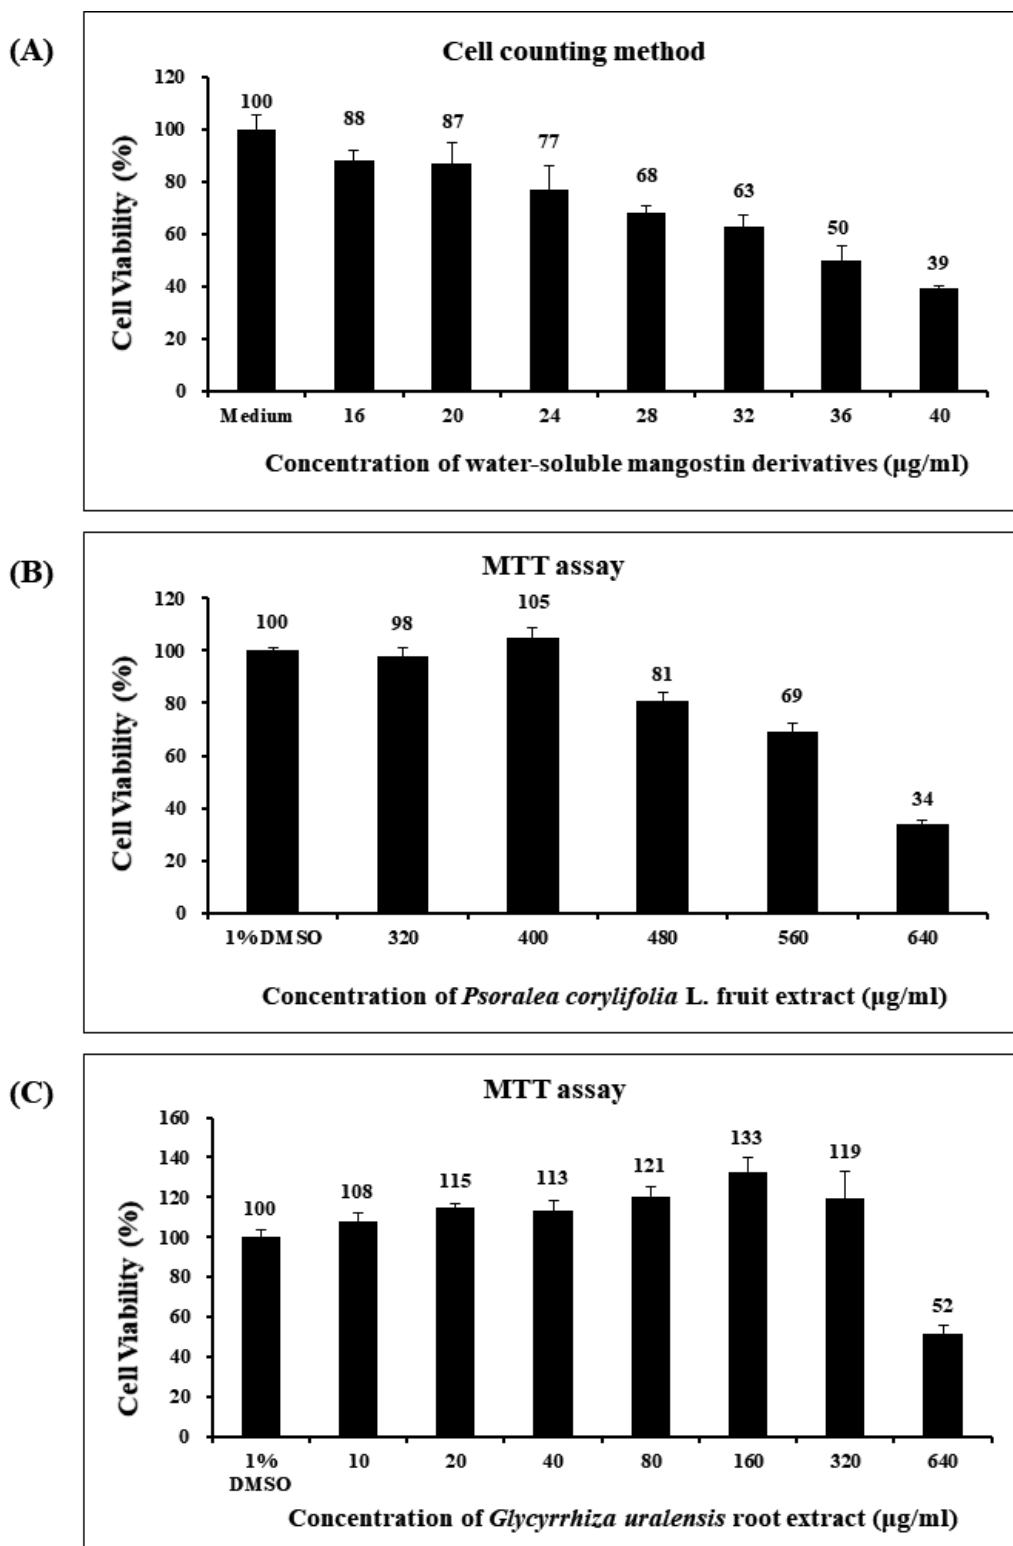 (A)
Cell counting method
Cell Viability (%)
120
100
80
60
40
20
0
100
88
87
77
68
63
50
39
Medium 16 20 24 28 32 36 40
Concentration of water-soluble mangostin derivatives (µg/ml)
(B)
MTT assay
Cell Viability (%)
120
100
80
60
40
20
0
100
98
105
81
69
34
1% DMSO 320 400 480 560 640
Concentration of Psoralea corylifolia L. fruit extract (µg/ml)
(C)
MTT assay
Cell Viability (%)
160
140
120
100
80
60
40
20
0
100
108
115
113
121
133
119
52
1% 10 20 40 80 160 320 640
DMSO
Concentration of Glycyrrhiza uralensis root extract (µg/ml)